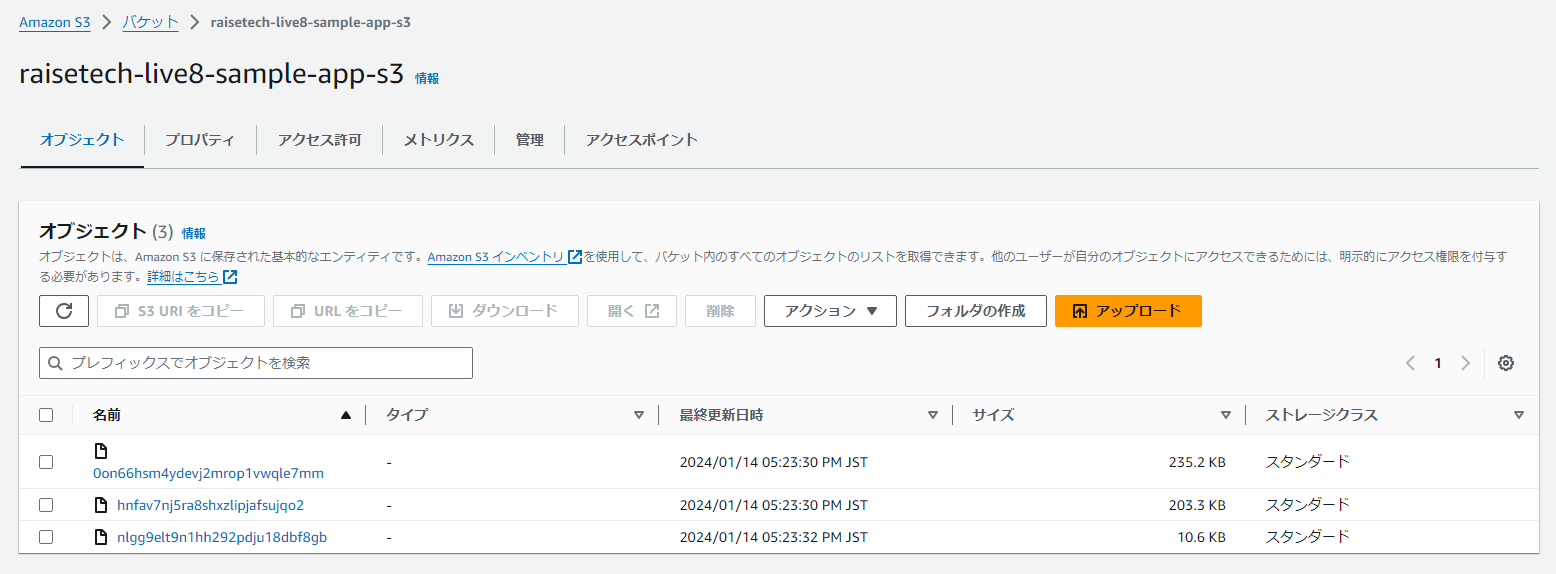 Amazon S3 > バケット > raisetech-live8-sample-app-s3
raisetech-live8-sample-app-s3 情報
オブジェクト プロパティ アクセス許可 メトリクス 管理 アクセスポイント
オブジェクト (3) 情報
オブジェクトは、Amazon S3 に保存された基本的なエンティティです。Amazon S3 インベントリ を使用して、バケット内のすべてのオブジェクトのリストを取得できます。他のユーザーが自分のオブジェクトにアクセスできるためには、明示的にアクセス権限を付与す
る必要があります。詳細はこちら
S3 URI をコピー URL をコピー ダウンロード 開く 削除 アクション フォルダの作成 アップロード
プレフィックスでオブジェクトを検索 1
名前 タイプ 最終更新日時 サイズ ストレージクラス
0on66hsm4ydevj2mrop1vwqle7mm - 2024/01/14 05:23:30 PM JST 235.2 KB スタンダード
hnfav7nj5ra8shxzlipjafsujqo2 - 2024/01/14 05:23:30 PM JST 203.3 KB スタンダード
nlgg9elt9n1hh292pdju18dbf8gb - 2024/01/14 05:23:32 PM JST 10.6 KB スタンダード